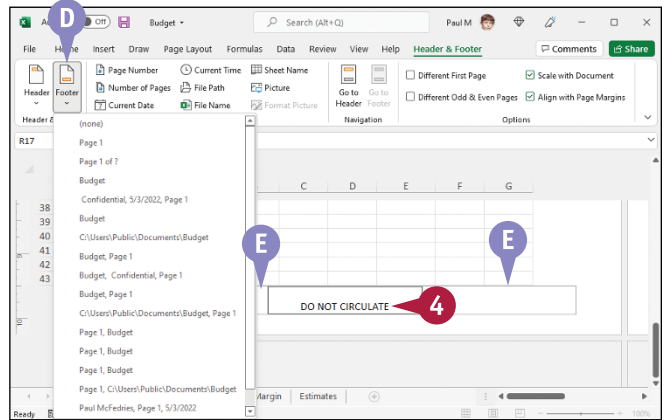 D
Off
Budget
Search (Alt+Q)
Paul M
File Home Insert Draw Page Layout Formulas Data Review View Help Header & Footer Comments Share
Header Footer
Page Number
Number of Pages
Current Date
Current Time
File Path
File Name
Sheet Name
Picture
Format Picture
Go to Header
Go to Footer
Navigation
Different First Page
Different Odd & Even Pages
Scale with Document
Align with Page Margins
Options
Header &
R17
(none)
Page 1
Page 1 of ?
Budget
Confidential, 5/3/2022, Page 1
Budget
C:\Users\Public\Documents\Budget
Budget, Page 1
Budget, Confidential, Page 1
Budget, Page 1
C:\Users\Public\Documents\Budget, Page 1
Page 1, Budget
Page 1, Budget
Page 1, Budget
Page 1, C:\Users\Public\Documents\Budget
Paul McFedries, Page 1, 5/3/2022
C D E F G
38
39
40
41
42
43
E
E
DO NOT CIRCULATE
4
Margin Estimates
Ready
100%